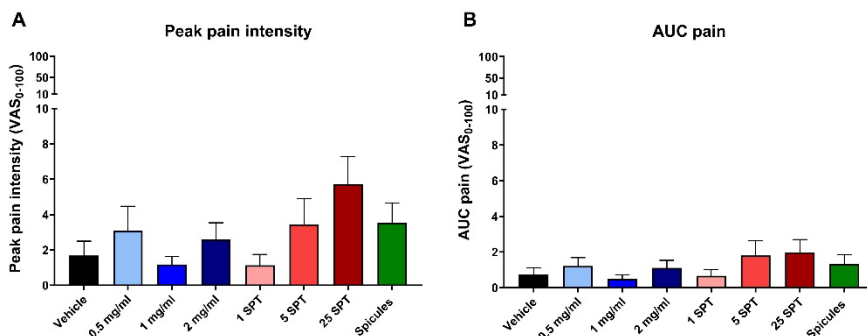 A
Peak pain intensity
Peak pain intensity (VAS0-100)
100
50
10
10
8
6
4
2
0
Vehicle
0.5 mg/ml
1 mg/ml
2 mg/ml
1 SPT
5 SPT
25 SPT
Spicules
B
AUC pain
AUC pain (VAS0-100)
100
50
10
10
8
6
4
2
0
Vehicle
0.5 mg/ml
1 mg/ml
2 mg/ml
1 SPT
5 SPT
25 SPT
Spicules